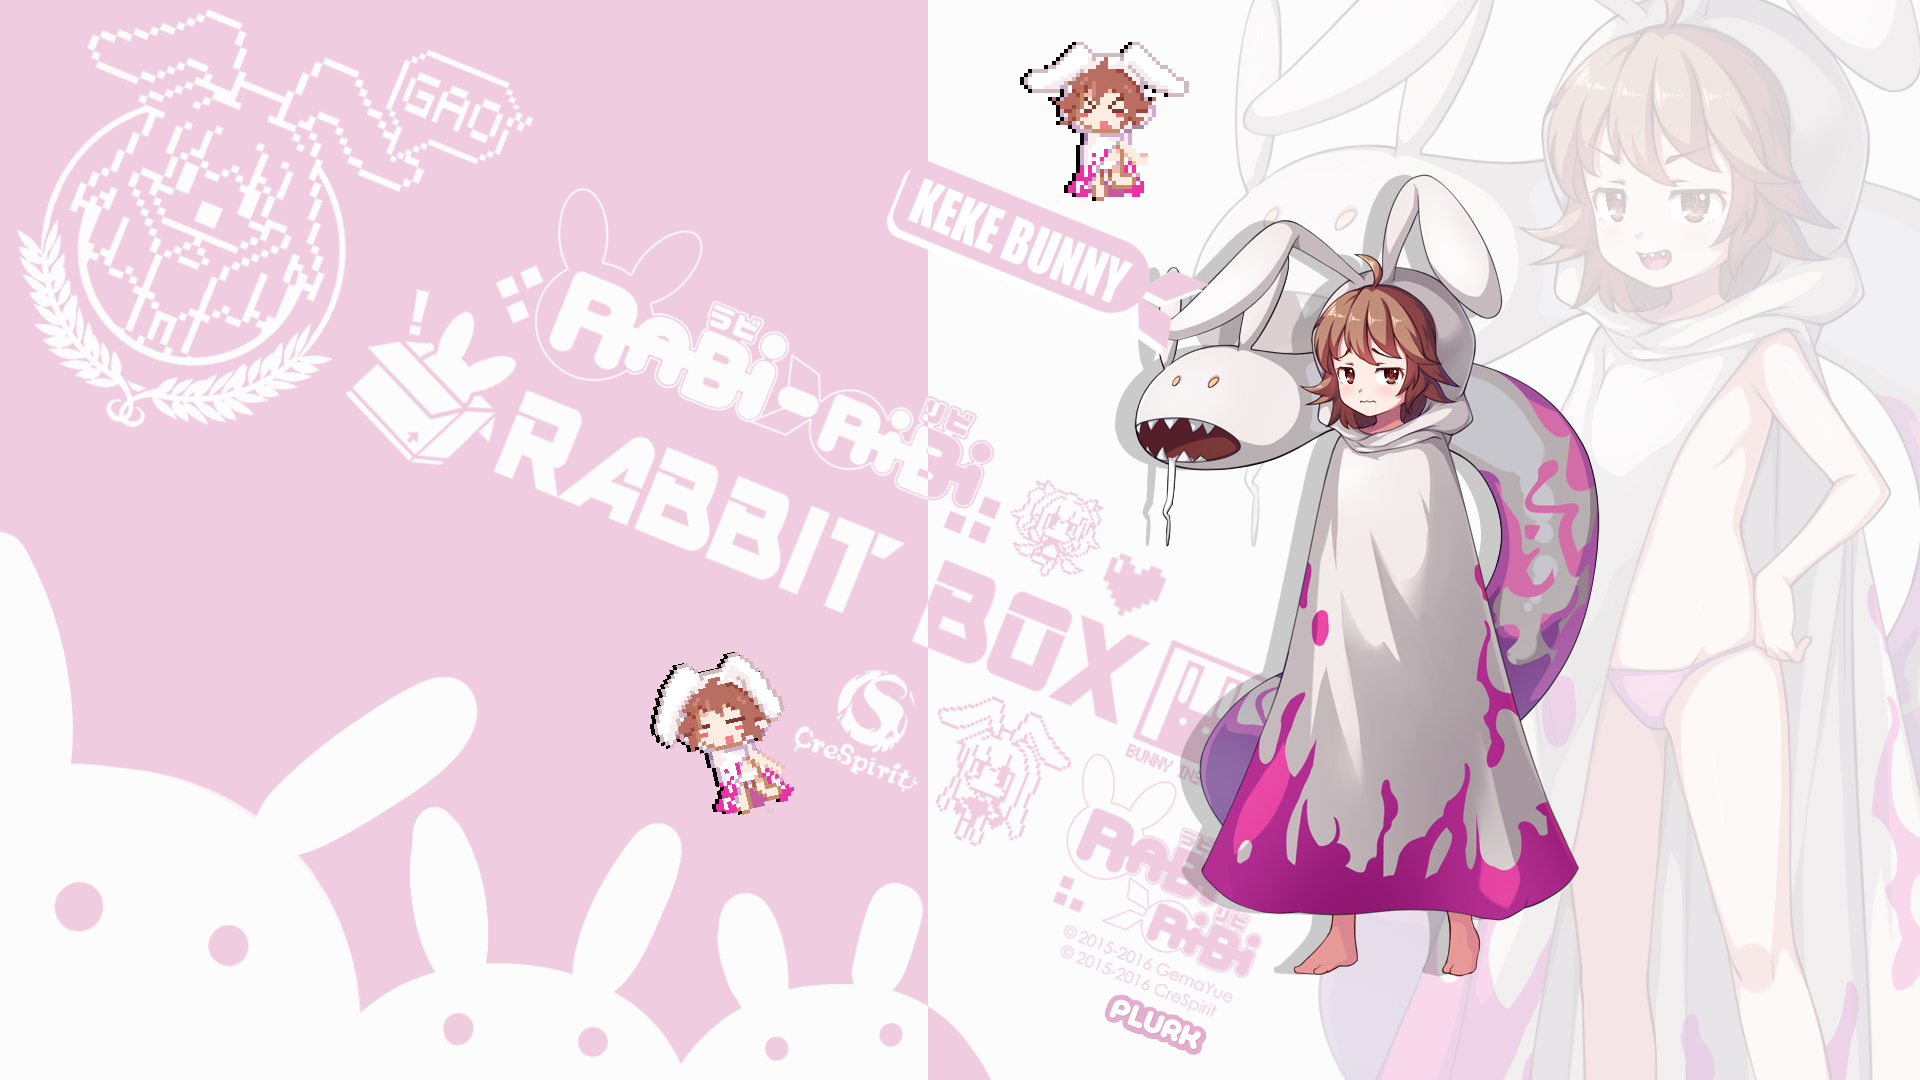 GAO
KEKE BUNNY
!
ラビ
RABI-RIBI
リビ
RABBIT BOX
CreSpirit
BUNNY INS
ラビ
RABI
リビ
RIBI
© 2015-2016 GemaYue
© 2015-2016 CreSpirit
PLURK